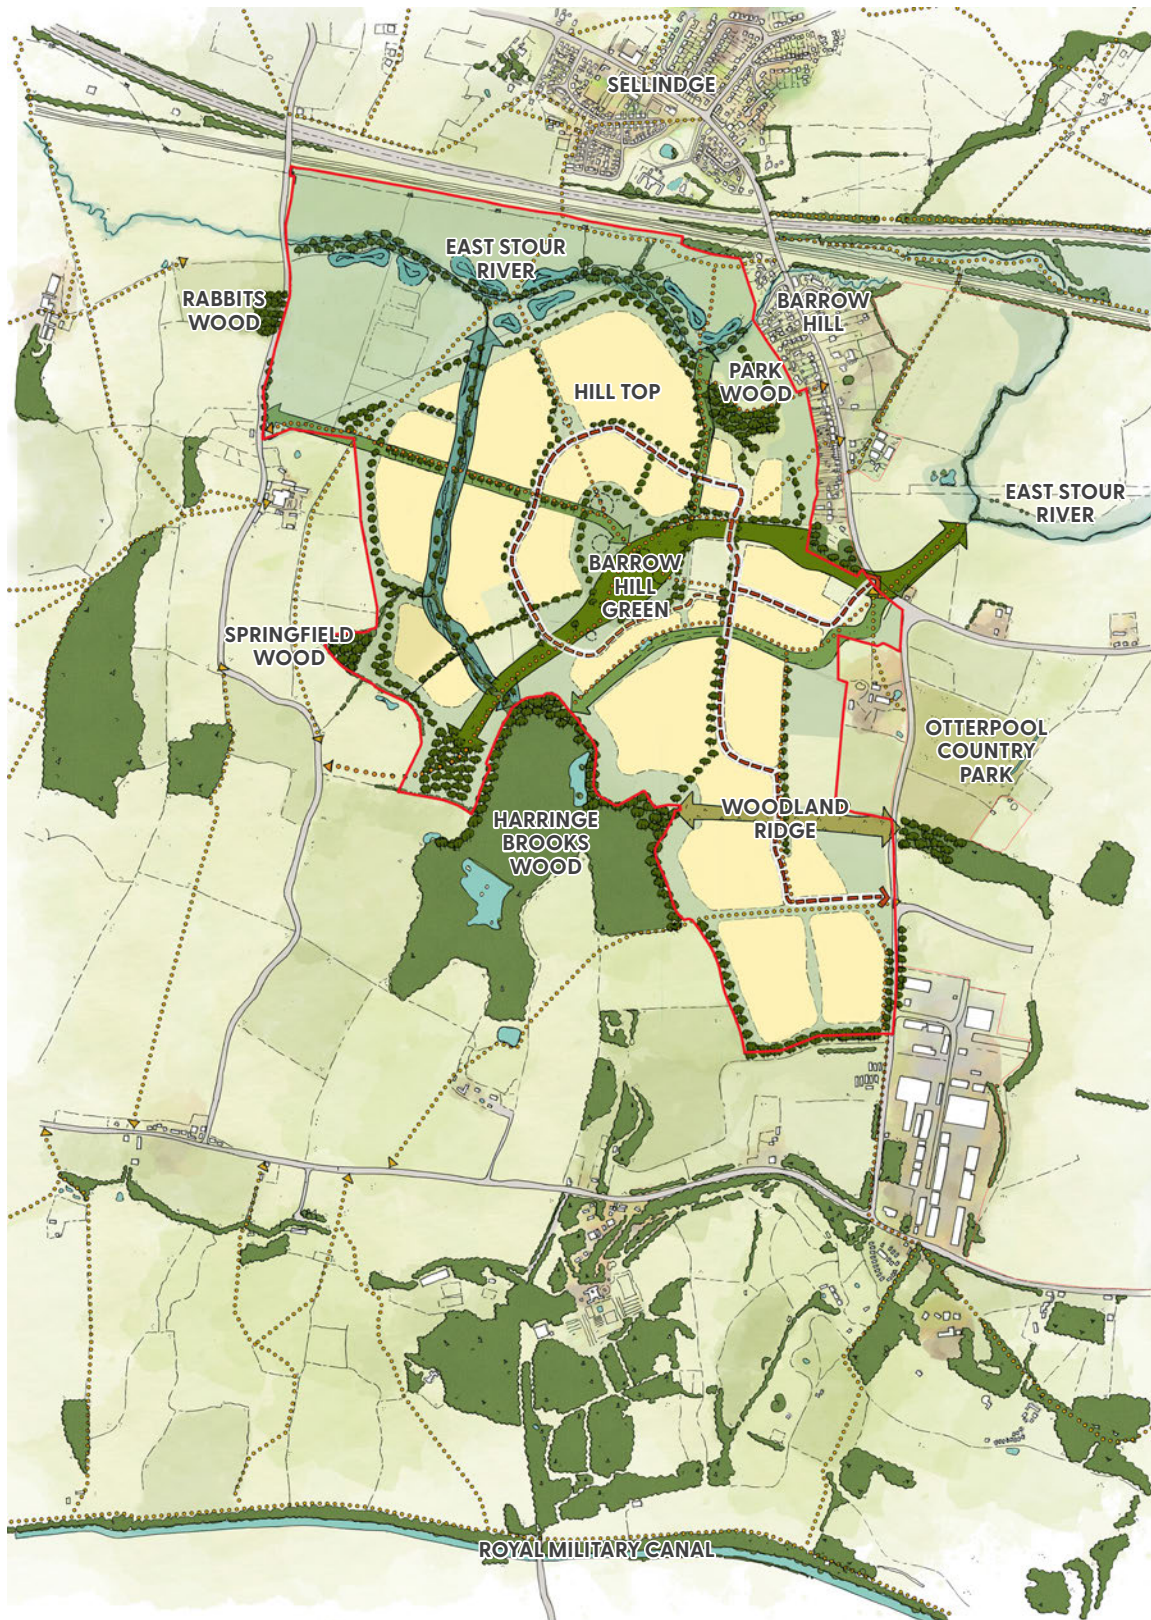 SELLINDGE
EAST STOUR
RIVER
RABBITS
WOOD
BARROW
HILL
HILL TOP
PARK
WOOD
EAST STOUR
RIVER
BARROW
HILL
GREEN
SPRINGFIELD
WOOD
OTTERPOOL
COUNTRY
PARK
WOODLAND
RIDGE
HARRINGE
BROOKS
WOOD
ROYAL MILITARY CANAL